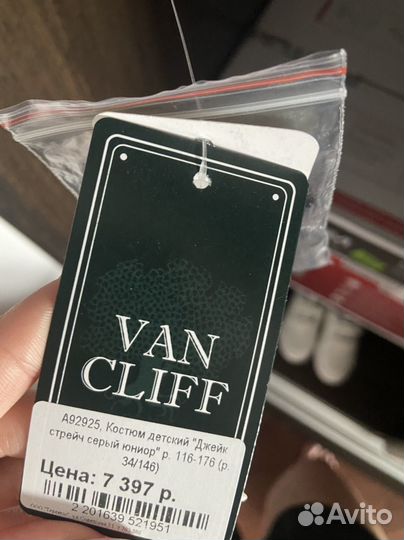 VAN
CLIFF
A92925, Костюм детский "Джейк
стрейч серый юниор" р. 116-176 (р.
34/146)
Цена: 7 397 р.
2 201639 521951
Avito